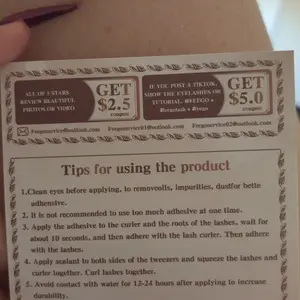 ALL OF 5 STARS
REVIEW BEAUTIFUL
PHOTOS OR VIDEO
GET
$2.5
coupon
IF YOU POST A TIKTOK,
SHOW THE EYELASHES OR
TUTORIAL.
GET
$5.0
coupon
Tips for using the product
1.Clean eyes before applying, to removeoils, impurities, dustfor bette
adhensive.
2. It is not recommended to use too much adhesive at one time.
3. Apply the adhesive to the curler and the roots of the lashes, wait for
about 10 seconds, and then adhere with the lash curler. Then adhere
with the lashes.
4. Apply sealant to both sides of the tweezers and squeeze the lashes and
curler together. Curl lashes together.
5. Avoid contact with water for 12-24 hours after applying to increase
durability.